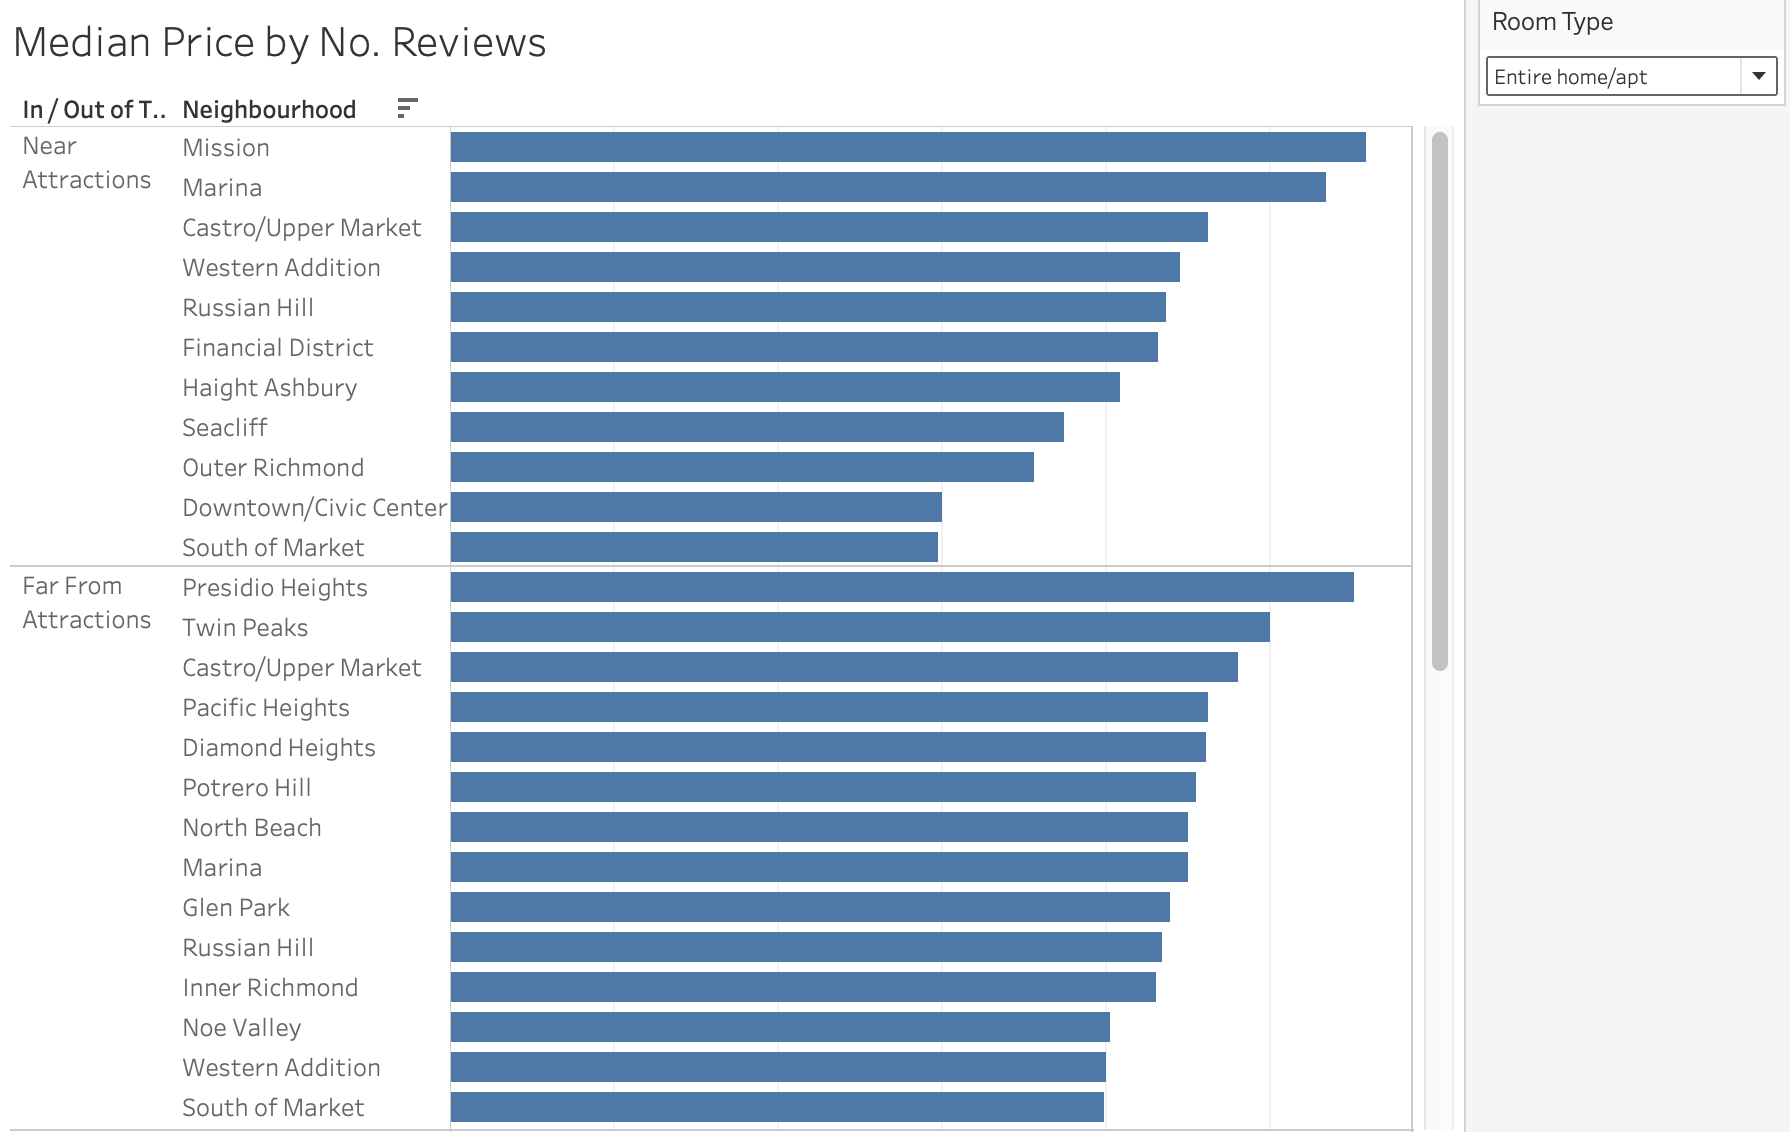 Median Price by No. Reviews
Room Type
Entire home/apt
In / Out of T.. Neighbourhood
Near
Attractions
Mission
Marina
Castro/Upper Market
Western Addition
Russian Hill
Financial District
Haight Ashbury
Seacliff
Outer Richmond
Downtown/Civic Center
South of Market
Far From
Attractions
Presidio Heights
Twin Peaks
Castro/Upper Market
Pacific Heights
Diamond Heights
Potrero Hill
North Beach
Marina
Glen Park
Russian Hill
Inner Richmond
Noe Valley
Western Addition
South of Market